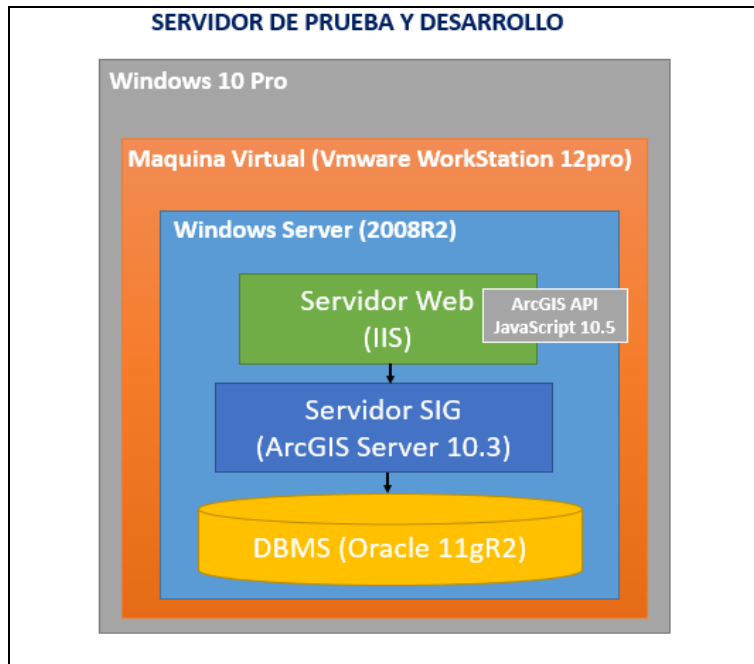 SERVIDOR DE PRUEBA Y DESARROLLO
Windows 10 Pro
Maquina Virtual (Vmware WorkStation 12pro)
Windows Server (2008R2)
Servidor Web
(IIS)
ArcGIS API
JavaScript 10.5
Servidor SIG
(ArcGIS Server 10.3)
DBMS (Oracle 11gR2)